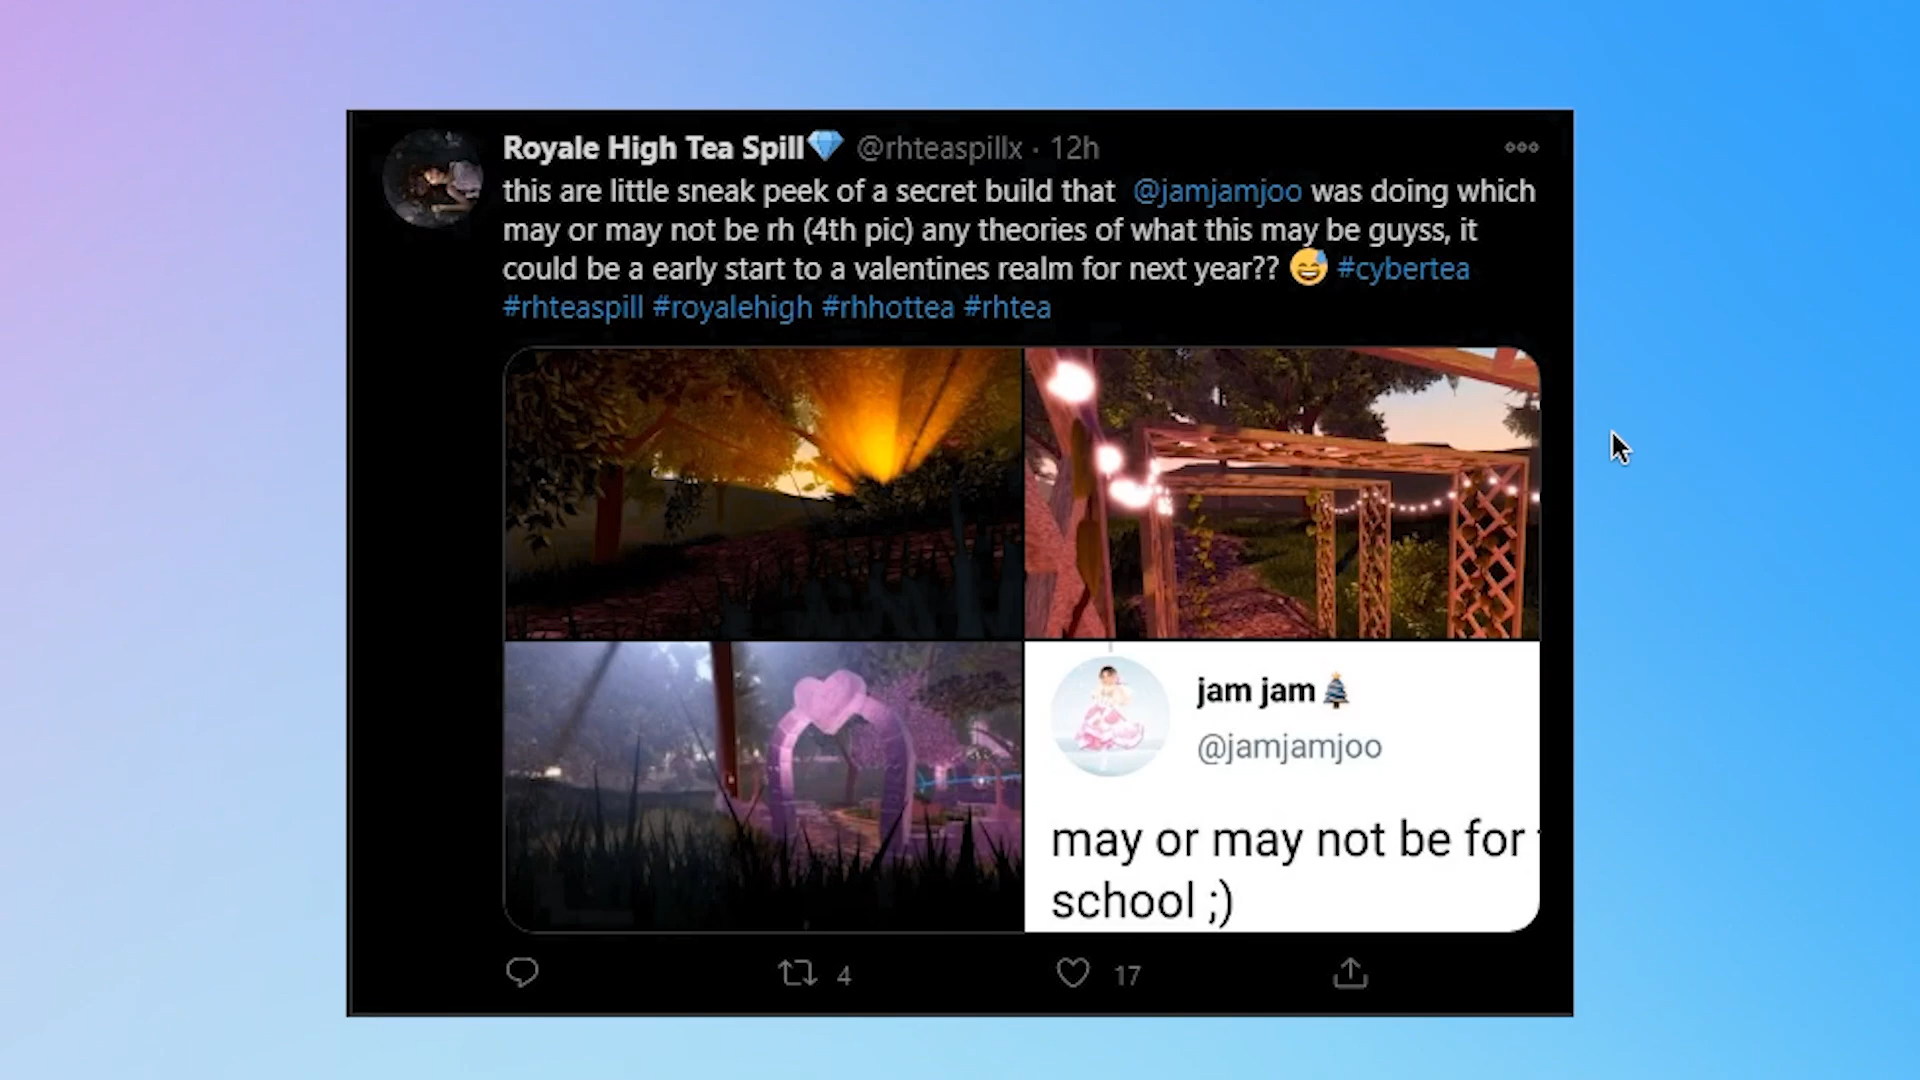 Royale High Tea Spill💎 @rhteaspillx · 12h
this are little sneak peek of a secret build that @jamjamjoo was doing which
may or may not be rh (4th pic) any theories of what this may be guyss, it
could be a early start to a valentines realm for next year?? 😅 #cybertea
#rhteaspill #royalehigh #rhhottea #rhtea
jam jam🎄
@jamjamjoo
may or may not be for
school ;)
4
17